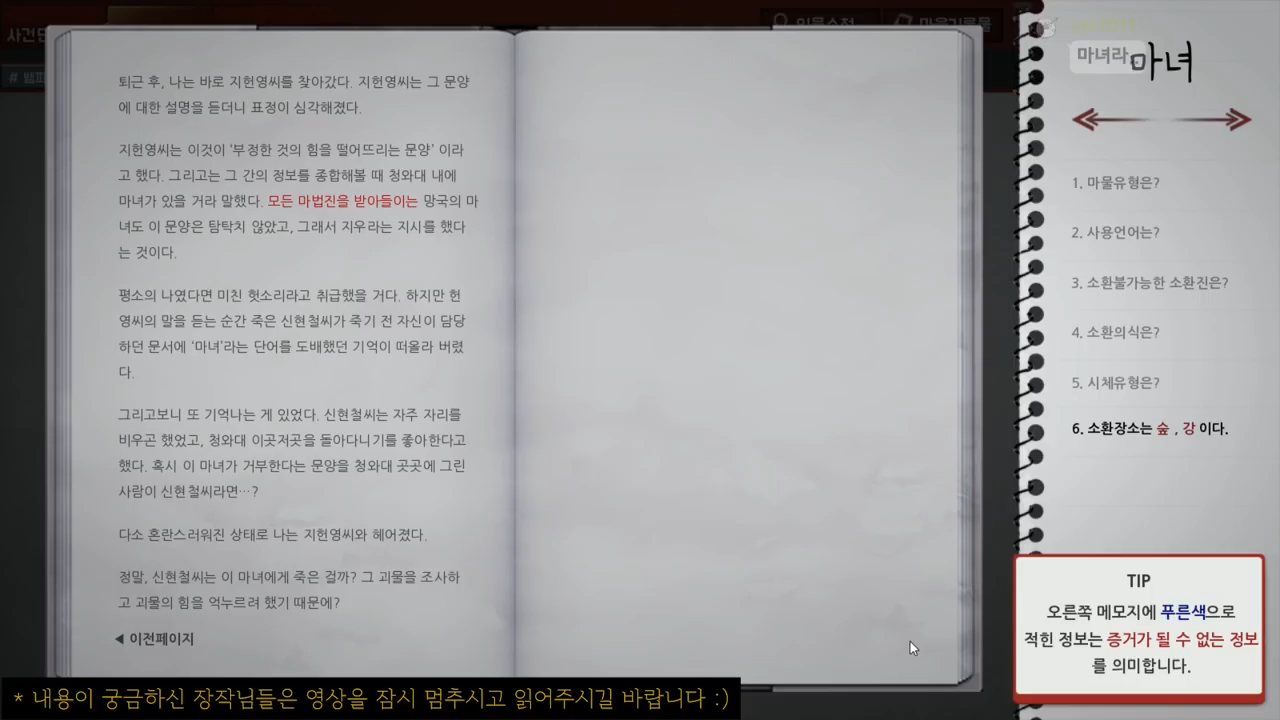 사건
인물수첩
마음기록들
# 뱀파
퇴근 후, 나는 바로 지헌영씨를 찾아갔다. 지헌영씨는 그 문양
에 대한 설명을 듣더니 표정이 심각해졌다.
지헌영씨는 이것이 ‘부정한 것의 힘을 떨어뜨리는 문양’ 이라
고 했다. 그리고는 그 간의 정보를 종합해볼 때 청와대 내에
마녀가 있을 거라 말했다. 모든 마법진을 받아들이는 망국의 마
녀도 이 문양은 탐탁치 않았고, 그래서 지우라는 지시를 했다
는 것이다.
평소의 나였다면 미친 헛소리라고 취급했을 거다. 하지만 헌
영씨의 말을 듣는 순간 죽은 신현철씨가 죽기 전 자신이 담당
하던 문서에 ‘마녀’라는 단어를 도배했던 기억이 떠올라 버렸
다.
그리고보니 또 기억나는 게 있었다. 신현철씨는 자주 자리를
비우곤 했었고, 청와대 이곳저곳을 돌아다니기를 좋아한다고
했다. 혹시 이 마녀가 거부한다는 문양을 청와대 곳곳에 그린
사람이 신현철씨라면…?
다소 혼란스러워진 상태로 나는 지헌영씨와 헤어졌다.
정말, 신현철씨는 이 마녀에게 죽은 걸까? 그 괴물을 조사하
고 괴물의 힘을 억누르려 했기 때문에?
◀ 이전페이지
마녀라
마녀
1. 마물유형은?
2. 사용언어는?
3. 소환불가능한 소환진은?
4. 소환의식은?
5. 시체유형은?
6. 소환장소는 숲 , 강 이다.
TIP
오른쪽 메모지에 푸른색으로
적힌 정보는 증거가 될 수 없는 정보
를 의미합니다.
* 내용이 궁금하신 장작님들은 영상을 잠시 멈추시고 읽어주시길 바랍니다 :)